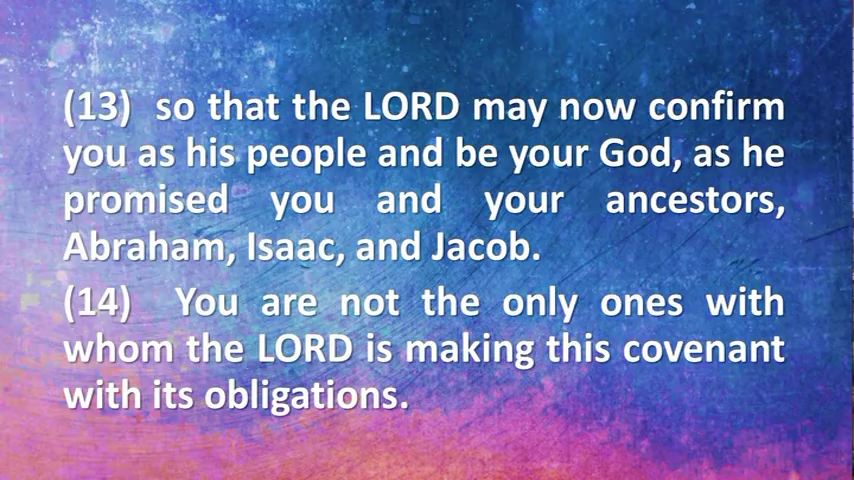 (13) so that the LORD may now confirm
you as his people and be your God, as he
promised you and your ancestors,
Abraham, Isaac, and Jacob.
(14) You are not the only ones with
whom the LORD is making this covenant
with its obligations.